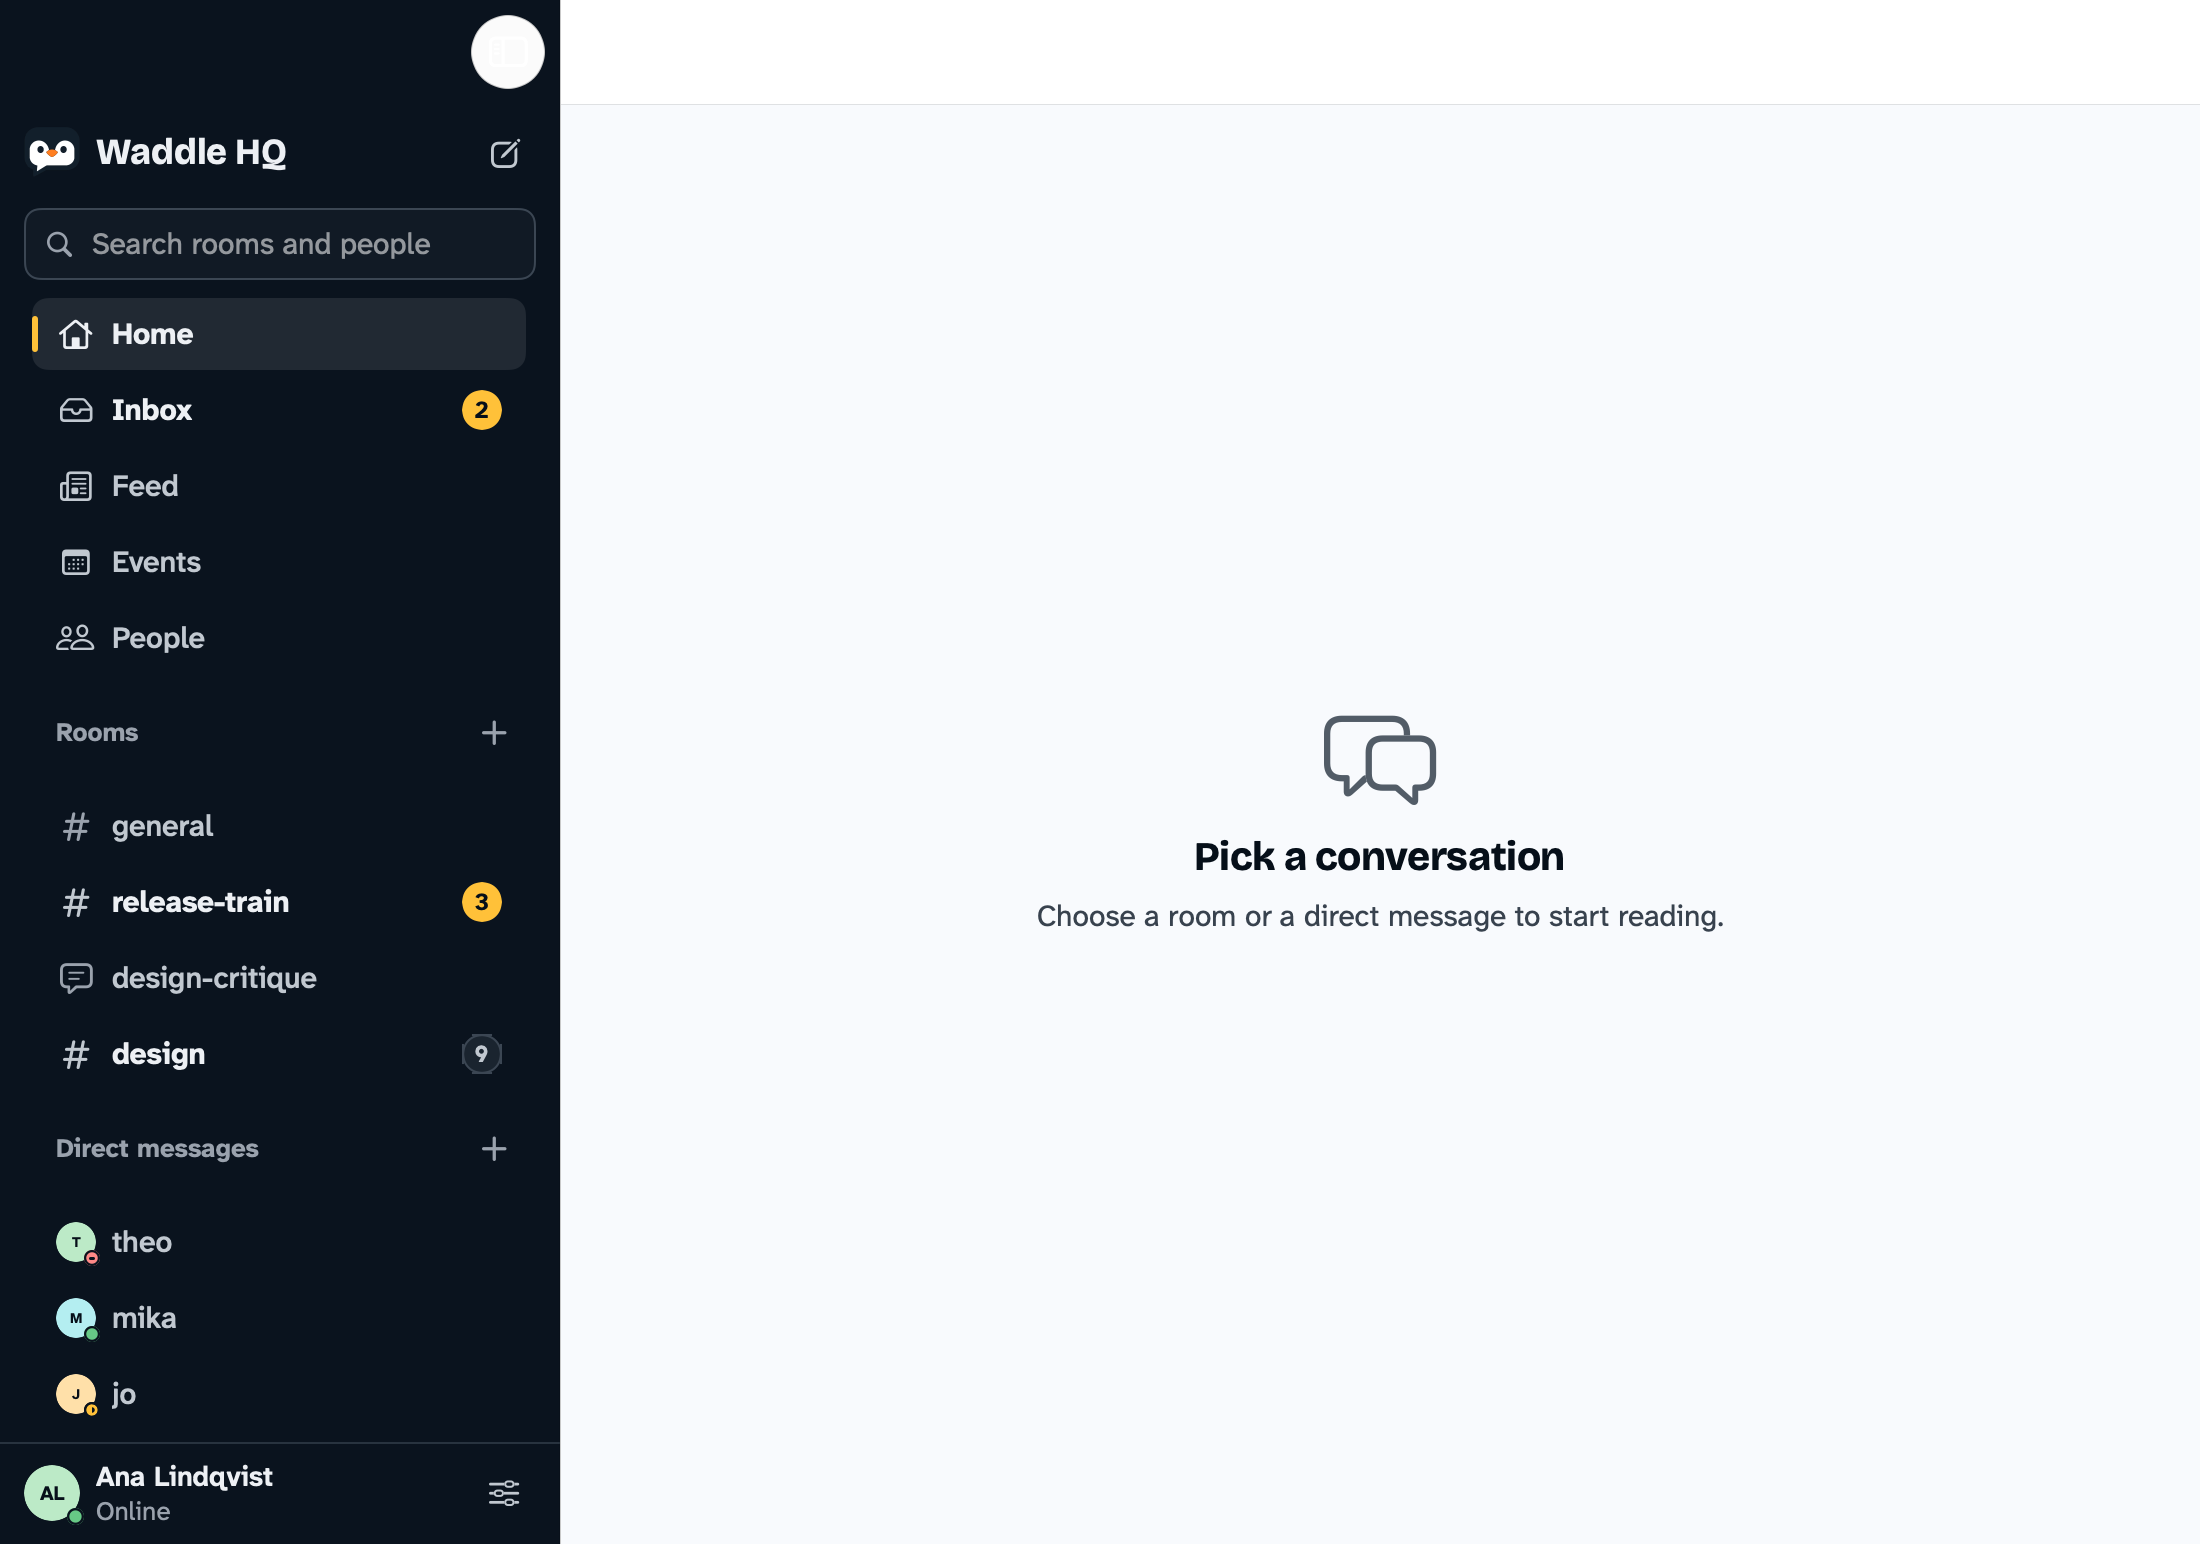 Waddle HQ
Search rooms and people
Home
Inbox 2
Feed
Events
People
Rooms
general
release-train 3
design-critique
design 9
Direct messages
T theo
M mika
J jo
AL Ana Lindqvist
Online
Pick a conversation
Choose a room or a direct message to start reading.